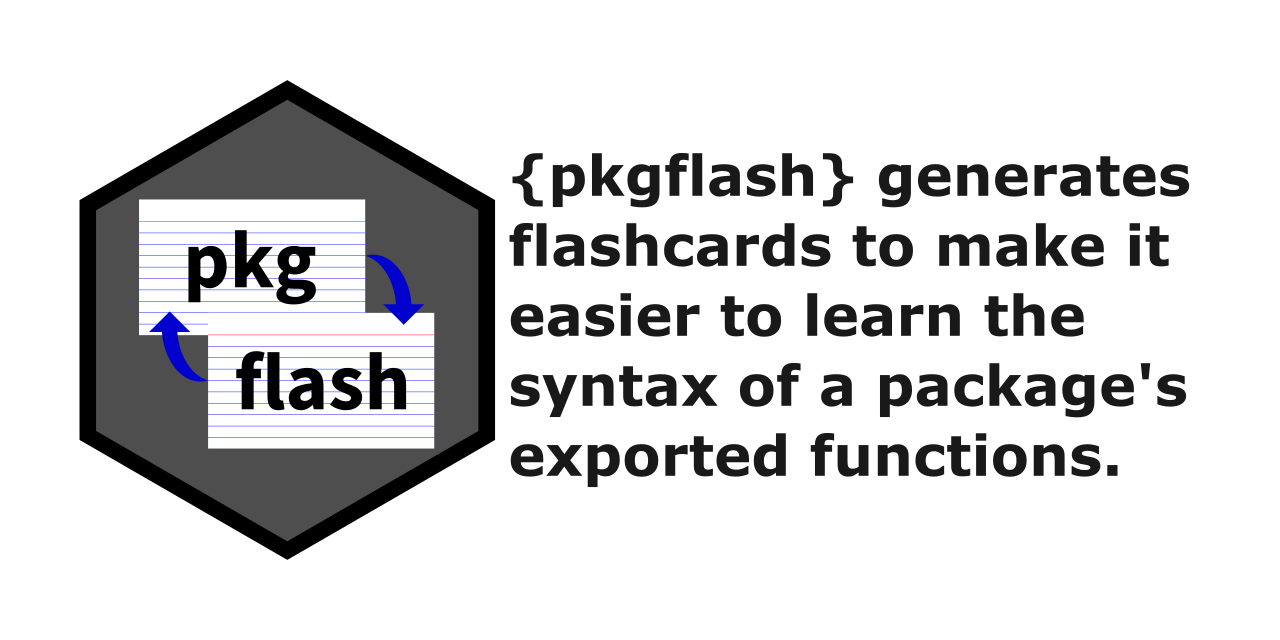 pkg
flash
{pkgflash} generates
flashcards to make it
easier to learn the
syntax of a package's
exported functions.